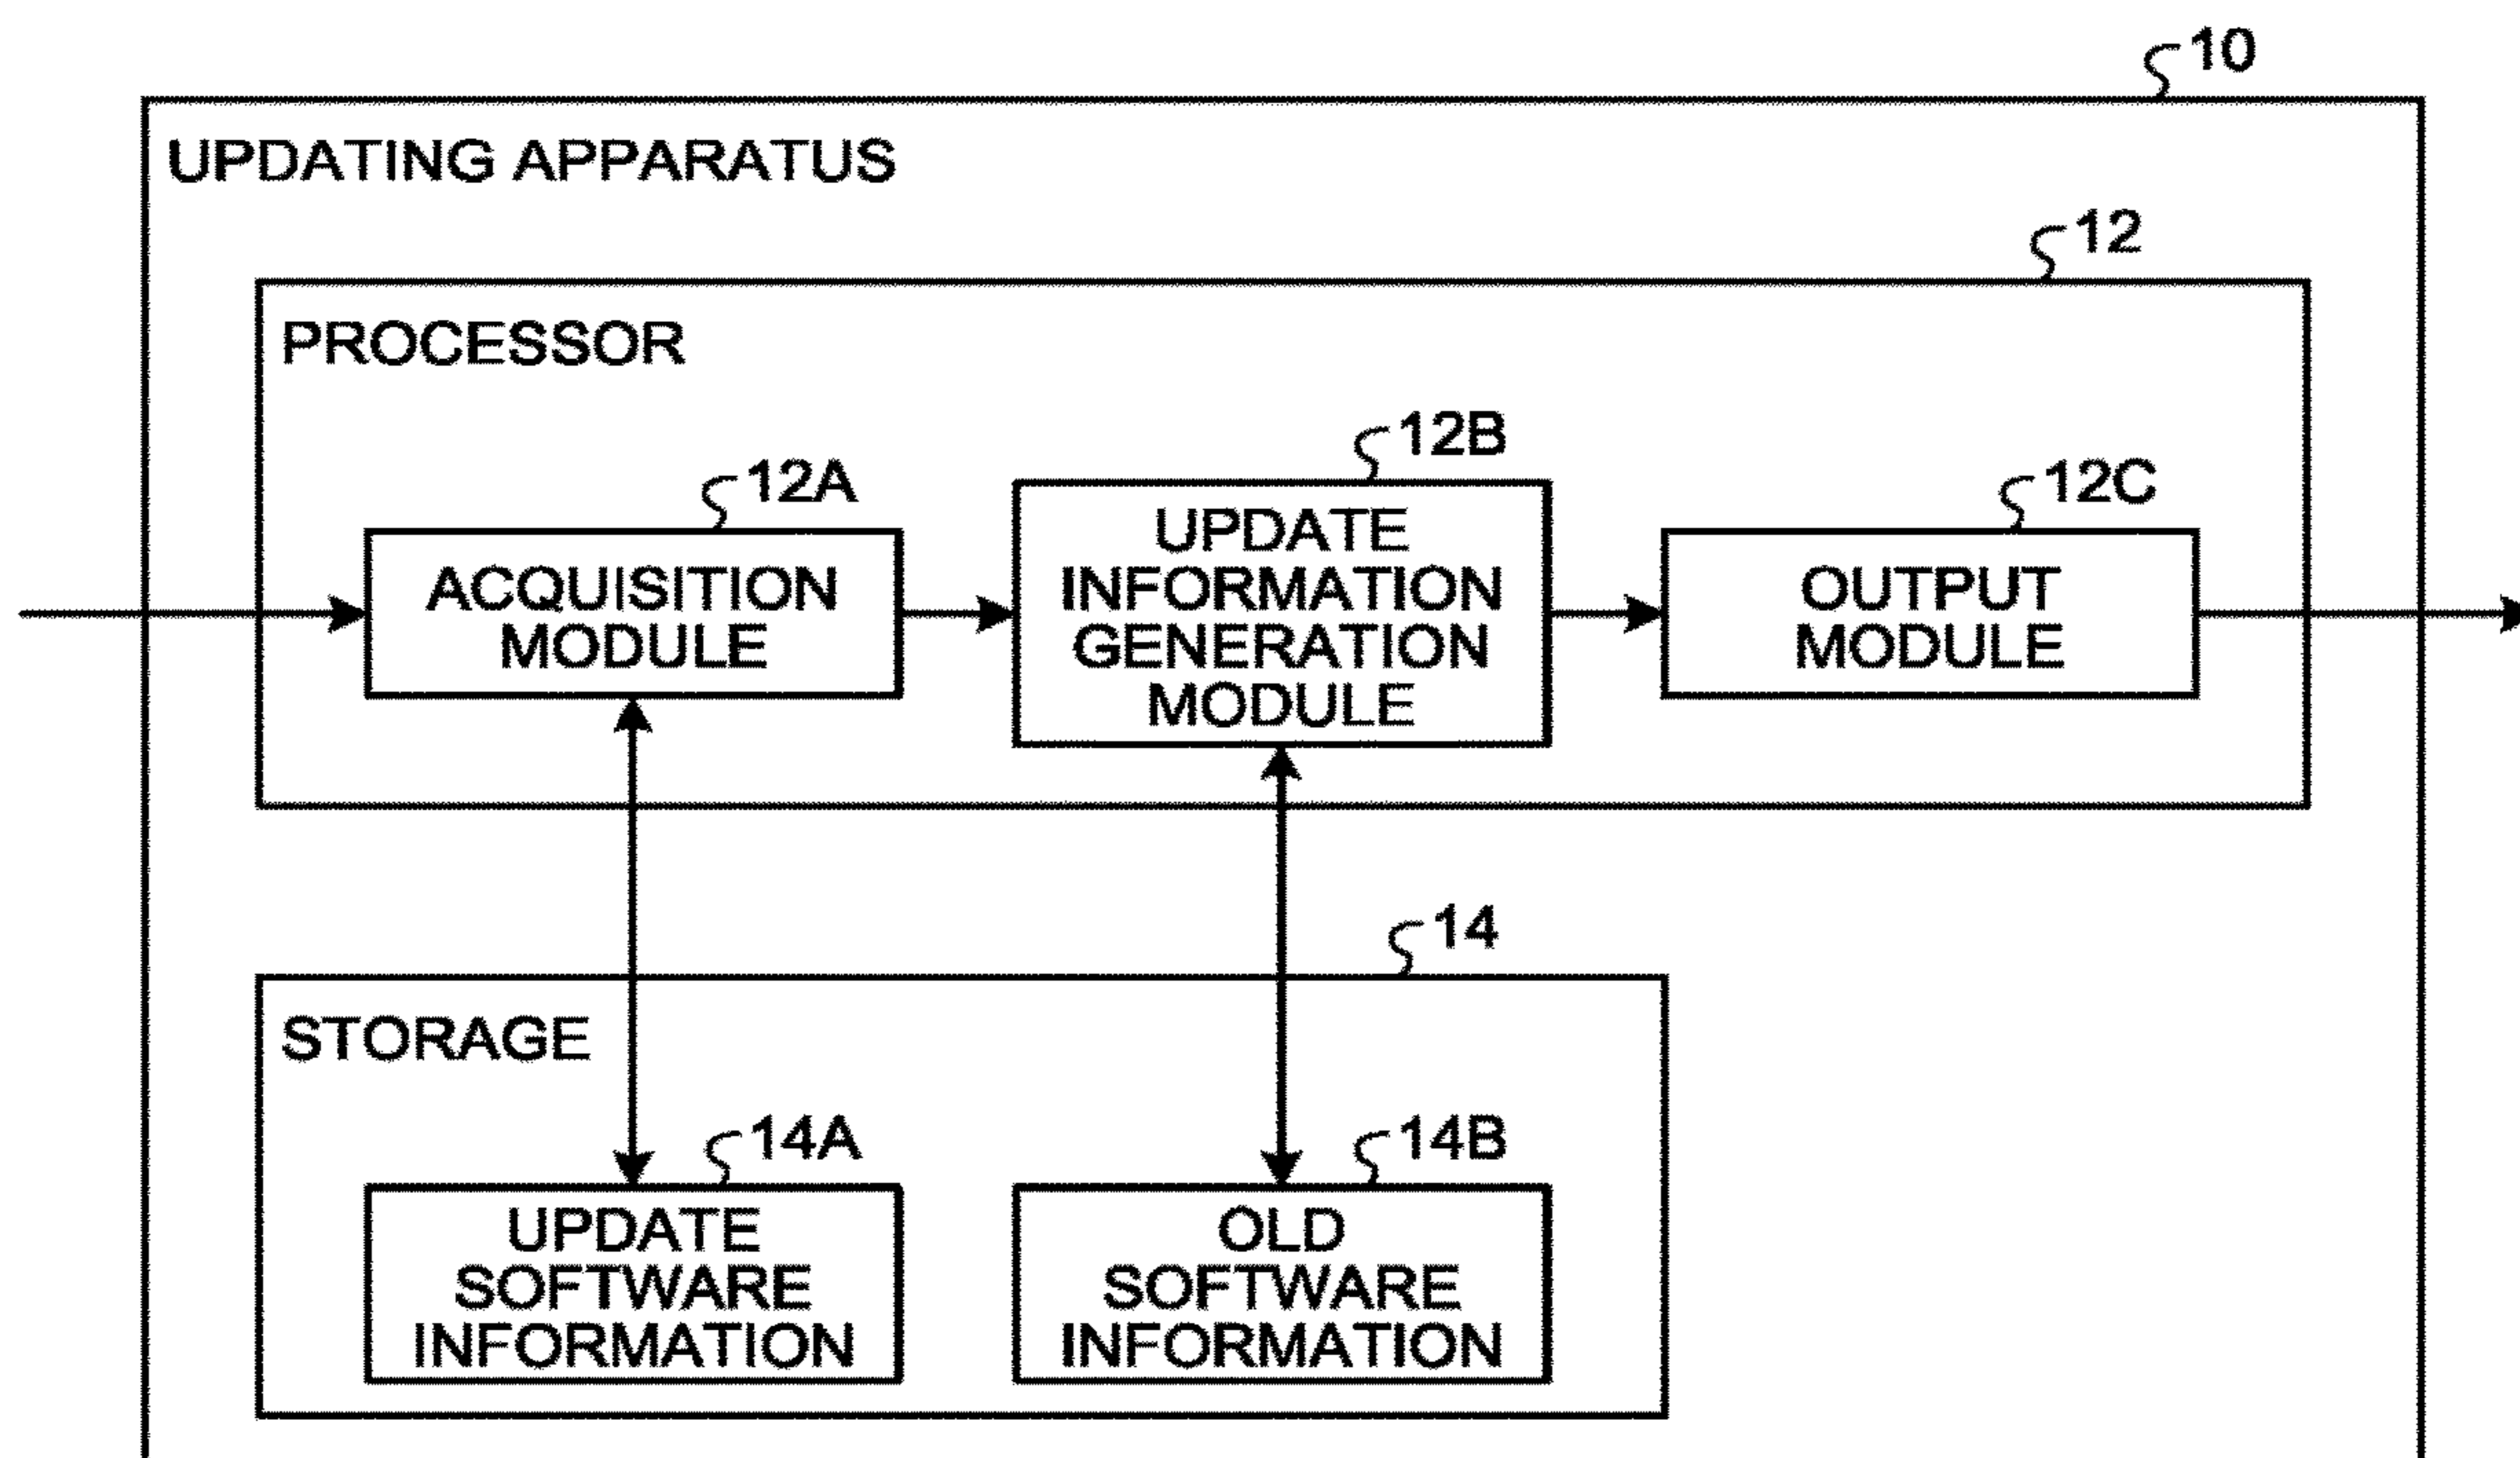 10
UPDATING APPARATUS
12
PROCESSOR
12A
ACQUISITION
MODULE
12B
UPDATE
INFORMATION
GENERATION
MODULE
12C
OUTPUT
MODULE
14
STORAGE
14A
UPDATE
SOFTWARE
INFORMATION
14B
OLD
SOFTWARE
INFORMATION